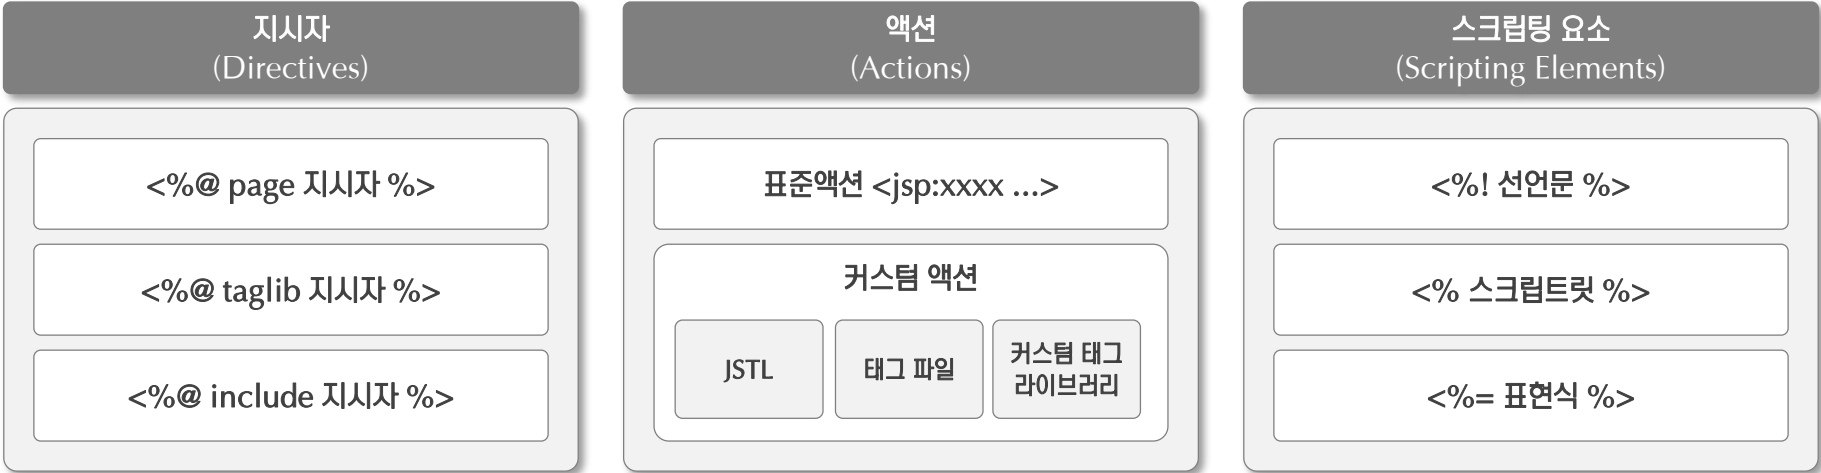 지시자
(Directives)
<%@ page 지시자 %>
<%@ taglib 지시자 %>
<%@ include 지시자 %>
액션
(Actions)
표준액션 <jsp:xxxx ...>
커스텀 액션
JSTL
태그 파일
커스텀 태그
라이브러리
스크립팅 요소
(Scripting Elements)
<%! 선언문 %>
<% 스크립트릿 %>
<%= 표현식 %>